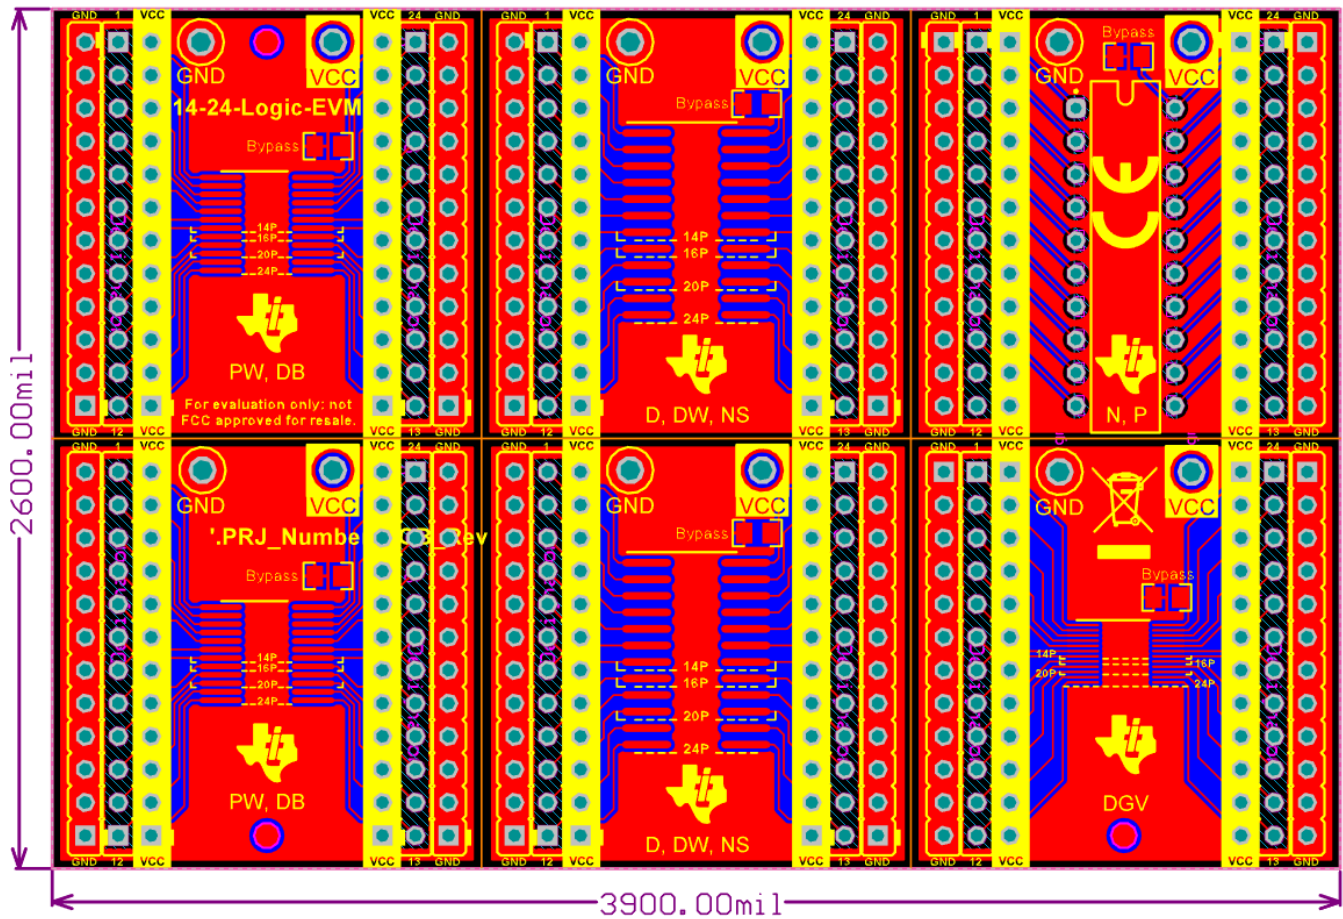 GND 1 VCC VCC 24 GND GND 1 VCC VCC 24 GND GND 1 VCC VCC 24 GND
GND VCC GND VCC GND Bypass VCC
14-24-Logic-EVM Bypass
Bypass
14P 14P
16P 16P
20P 20P
24P 24P
PW, DB D, DW, NS N, P
For evaluation only: not
FCC approved for resale.
GND 12 VCC VCC 13 GND GND 12 VCC VCC 13 GND GND 12 VCC VCC 13 GND
GND 1 VCC VCC 24 GND GND 1 VCC VCC 24 GND GND 1 VCC VCC 24 GND
GND VCC GND VCC GND VCC
'.PRJ_Numbe Rev Bypass
Bypass Bypass
14P 14P 14P
16P 16P 16P
20P 20P 20P
24P 24P 24P
PW, DB D, DW, NS DGV
GND 12 VCC VCC 13 GND GND 12 VCC VCC 13 GND GND 12 VCC VCC 13 GND
2600.00mil
3900.00mil